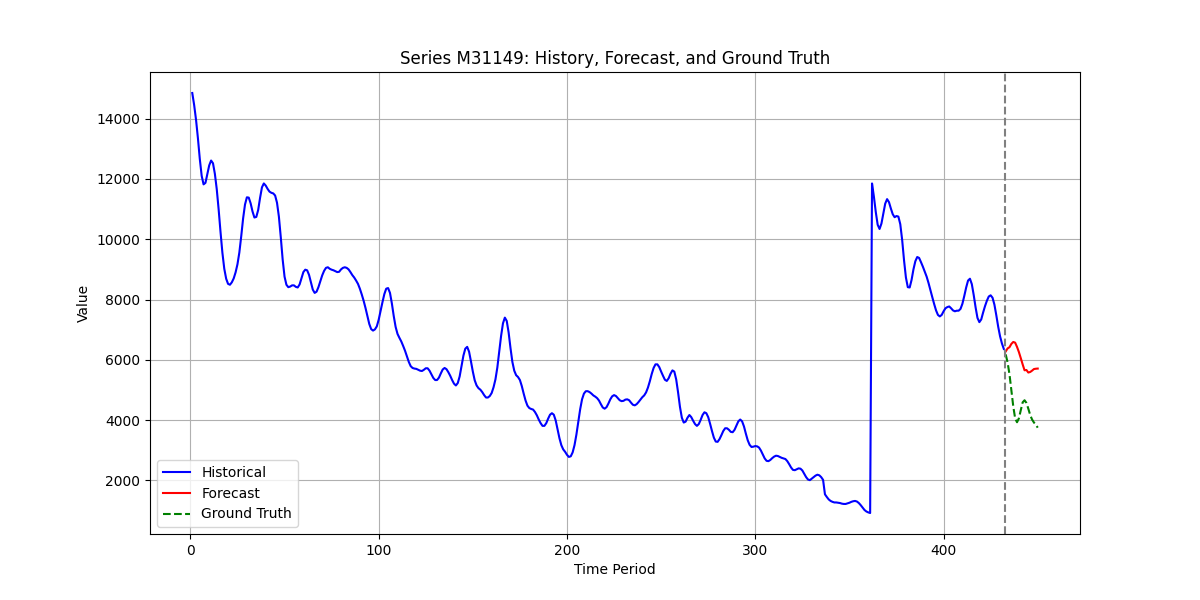 Series M31149: History, Forecast, and Ground Truth
Value
14000
12000
10000
8000
6000
4000
2000
Historical
Forecast
Ground Truth
0
100
200
300
400
Time Period